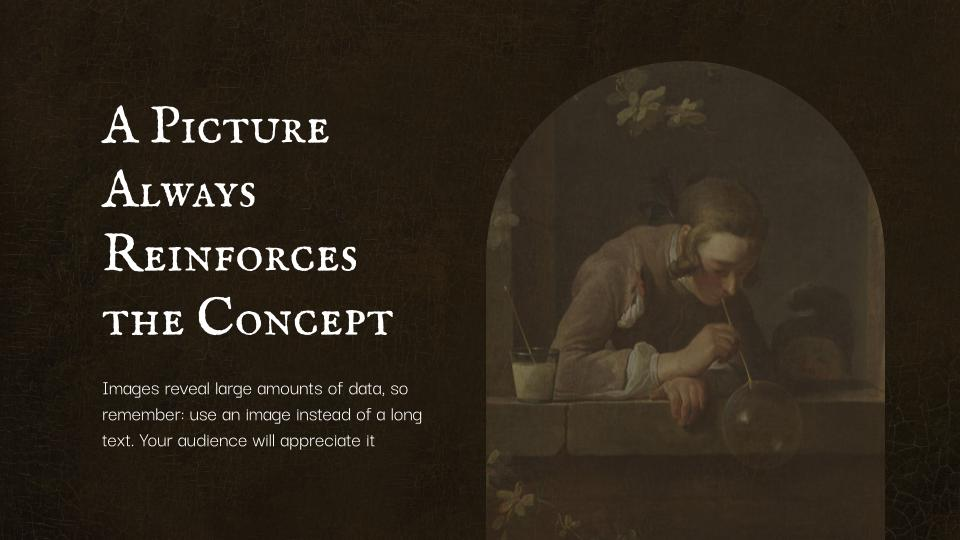 A Picture
Always
Reinforces
the Concept
Images reveal large amounts of data, so
remember: use an image instead of a long
text. Your audience will appreciate it